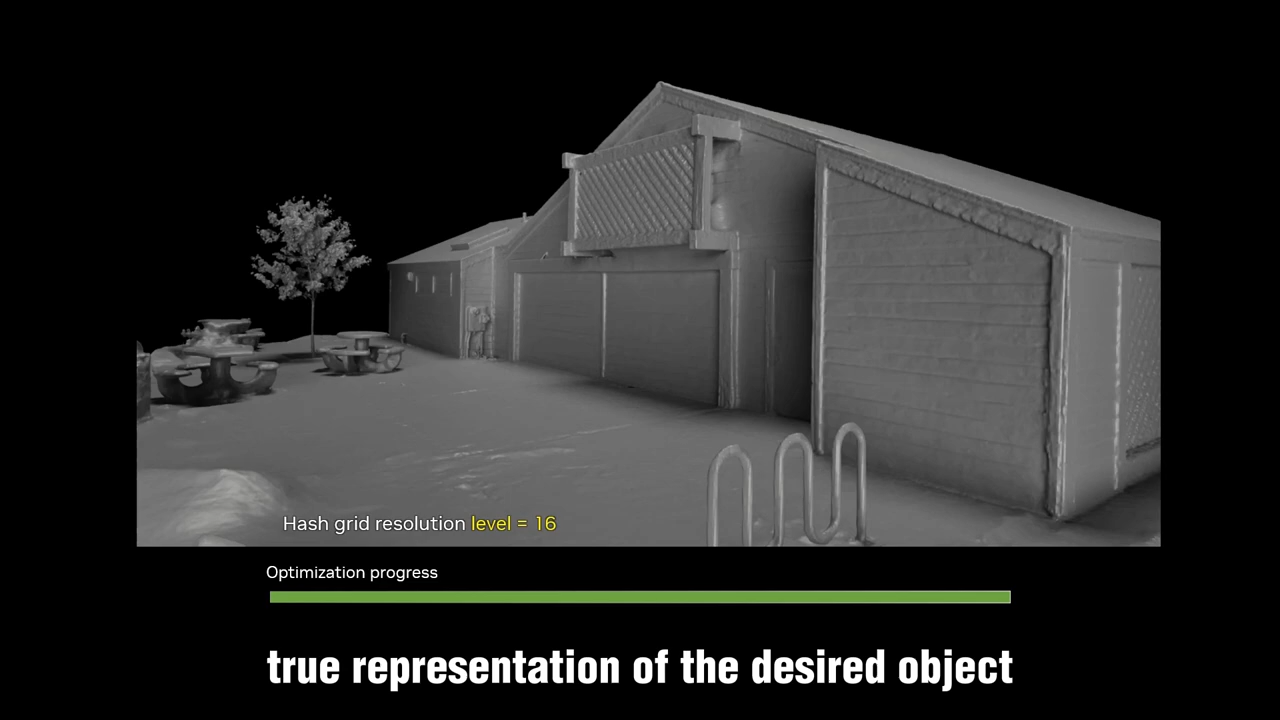 Hash grid resolution level = 16
Optimization progress
true representation of the desired object